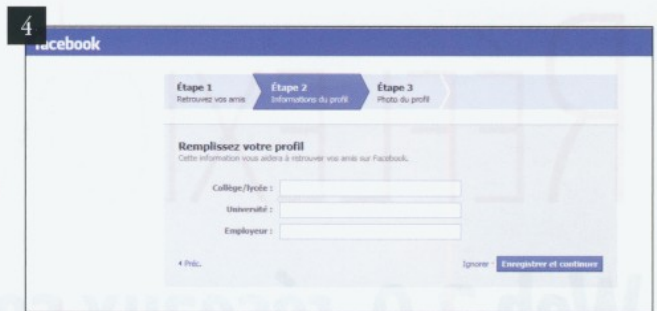 4
facebook
Étape 1
Retrouvez vos amis
Étape 2
Informations du profil
Étape 3
Photo du profil
Remplissez votre profil
Cette information vous aidera à retrouver vos amis sur Facebook.
Collège/lycée :
Université :
Employeur :
Préc.
Ignorer - Enregistrer et continuer